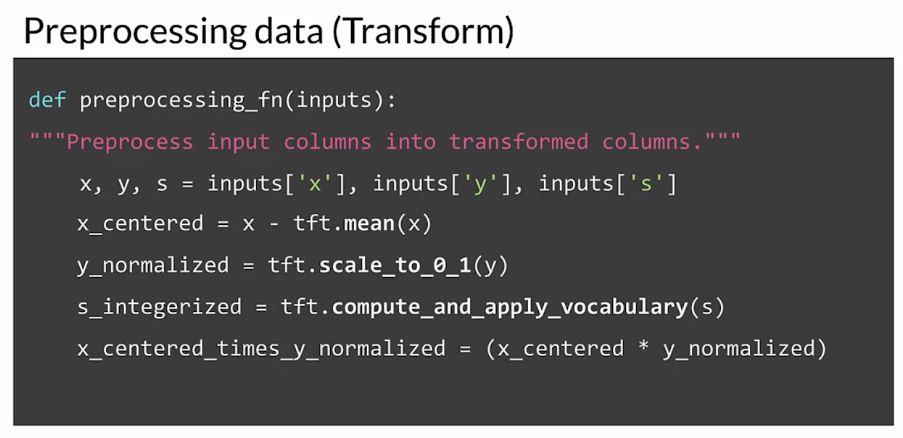 Preprocessing data (Transform)
def preprocessing_fn(inputs):
"""Preprocess input columns into transformed columns."""
x, y, s = inputs['x'], inputs['y'], inputs['s']
x_centered = x - tft.mean(x)
y_normalized = tft.scale_to_0_1(y)
s_integerized = tft.compute_and_apply_vocabulary(s)
x_centered_times_y_normalized = (x_centered * y_normalized)